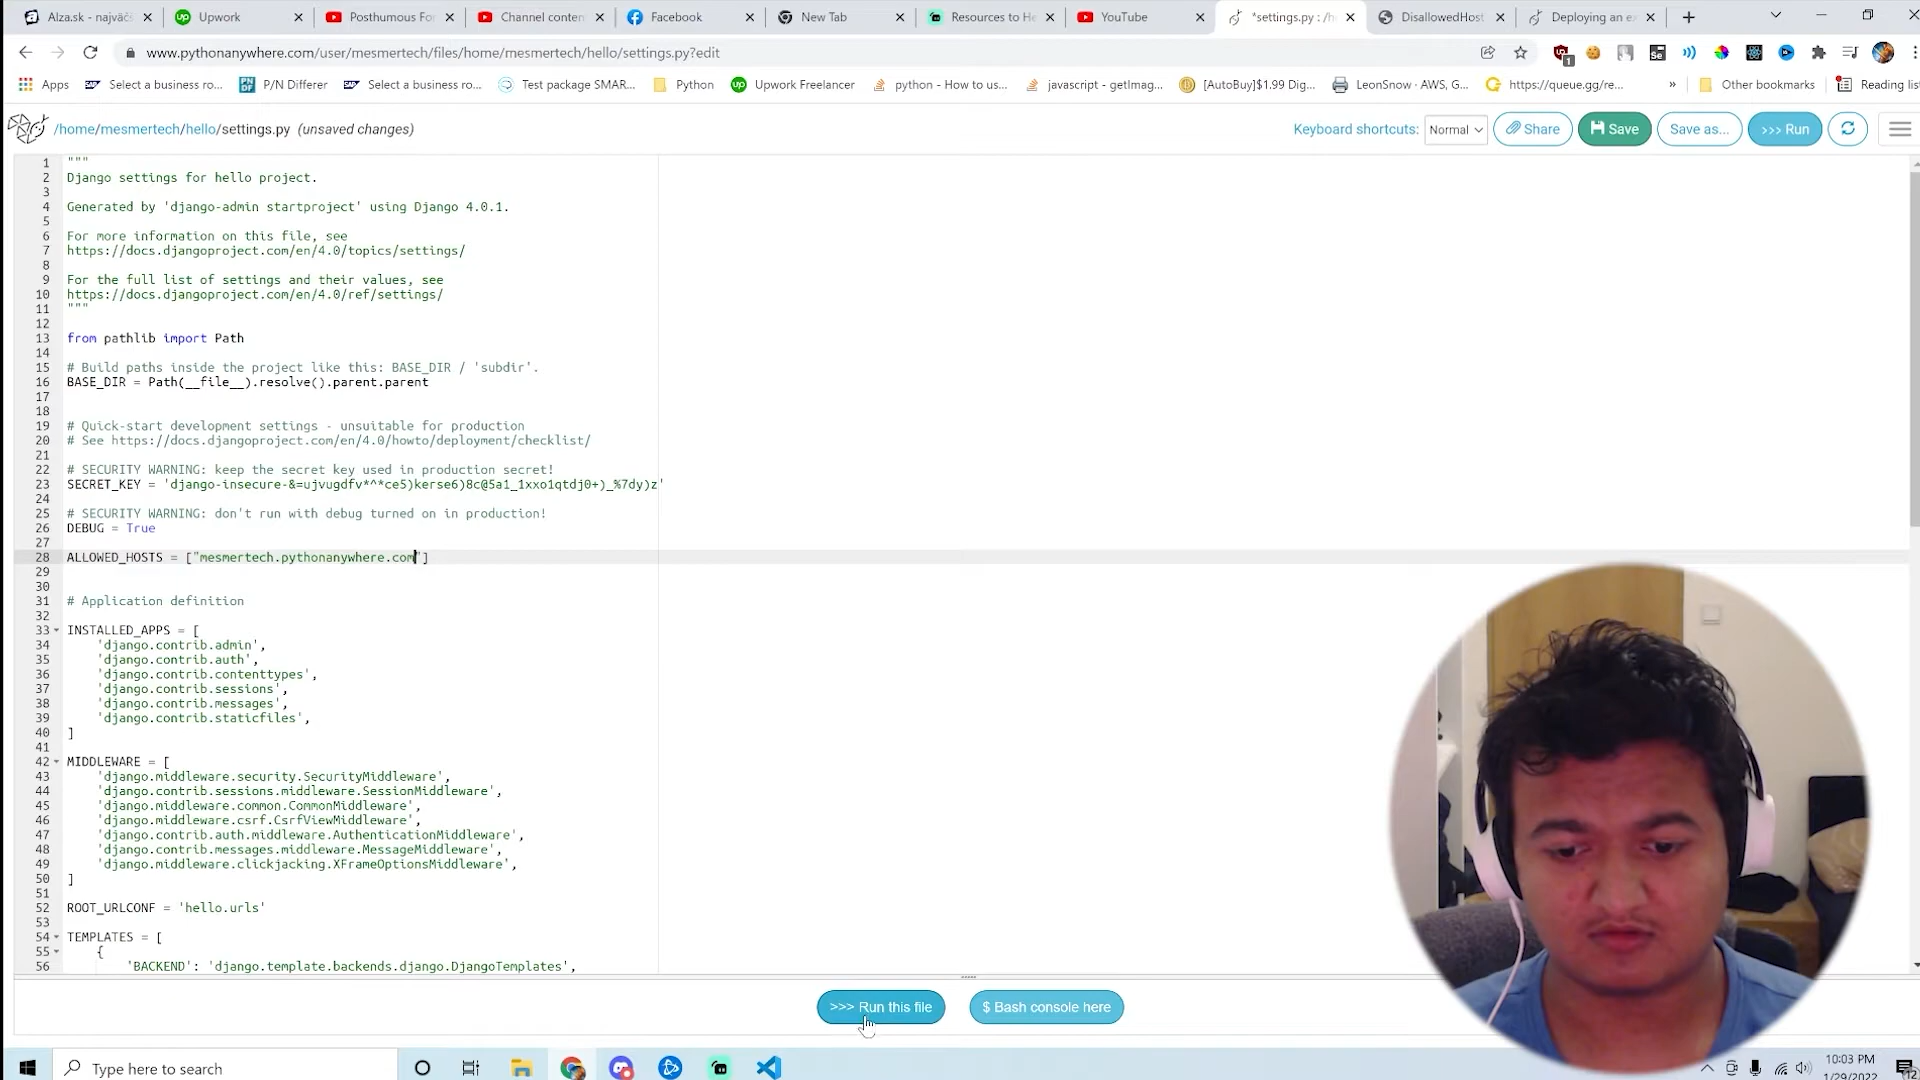 Alza.sk - najväč
Upwork
Posthumous For
Channel conten
Facebook
New Tab
Resources to He
YouTube
*settings.py : /h
DisallowedHost
Deploying an e
www.pythonanywhere.com/user/mesmertech/files/home/mesmertech/hello/settings.py?edit
Apps
Select a business ro...
P/N Differer
Select a business ro...
Test package SMAR...
Python
Upwork Freelancer
python - How to us...
javascript - getImag...
[AutoBuy]$1.99 Dig...
LeonSnow · AWS, G...
https://queue.gg/re...
»
Other bookmarks
Reading list
/home/mesmertech/hello/settings.py (unsaved changes)
Keyboard shortcuts:
Normal
Share
Save
Save as...
>>> Run
1 """
2 Django settings for hello project.
3
4 Generated by 'django-admin startproject' using Django 4.0.1.
5
6 For more information on this file, see
7 https://docs.djangoproject.com/en/4.0/topics/settings/
8
9 For the full list of settings and their values, see
10 https://docs.djangoproject.com/en/4.0/ref/settings/
11 """
12
13 from pathlib import Path
14
15 # Build paths inside the project like this: BASE_DIR / 'subdir'.
16 BASE_DIR = Path(__file__).resolve().parent.parent
17
18
19 # Quick-start development settings - unsuitable for production
20 # See https://docs.djangoproject.com/en/4.0/howto/deployment/checklist/
21
22 # SECURITY WARNING: keep the secret key used in production secret!
23 SECRET_KEY = 'django-insecure-&=ujvugdfv*^*ce5)kerse6)8c@5a1_1xxo1qtdj0+)_%7dy)z'
24
25 # SECURITY WARNING: don't run with debug turned on in production!
26 DEBUG = True
27
28 ALLOWED_HOSTS = ["mesmertech.pythonanywhere.com"]
29
30
31 # Application definition
32
33 INSTALLED_APPS = [
34 'django.contrib.admin',
35 'django.contrib.auth',
36 'django.contrib.contenttypes',
37 'django.contrib.sessions',
38 'django.contrib.messages',
39 'django.contrib.staticfiles',
40 ]
41
42 MIDDLEWARE = [
43 'django.middleware.security.SecurityMiddleware',
44 'django.contrib.sessions.middleware.SessionMiddleware',
45 'django.middleware.common.CommonMiddleware',
46 'django.middleware.csrf.CsrfViewMiddleware',
47 'django.contrib.auth.middleware.AuthenticationMiddleware',
48 'django.contrib.messages.middleware.MessageMiddleware',
49 'django.middleware.clickjacking.XFrameOptionsMiddleware',
50 ]
51
52 ROOT_URLCONF = 'hello.urls'
53
54 TEMPLATES = [
55 {
56 'BACKEND': 'django.template.backends.django.DjangoTemplates',
>>> Run this file
$ Bash console here
Type here to search
10:03 PM
1/29/2022
12